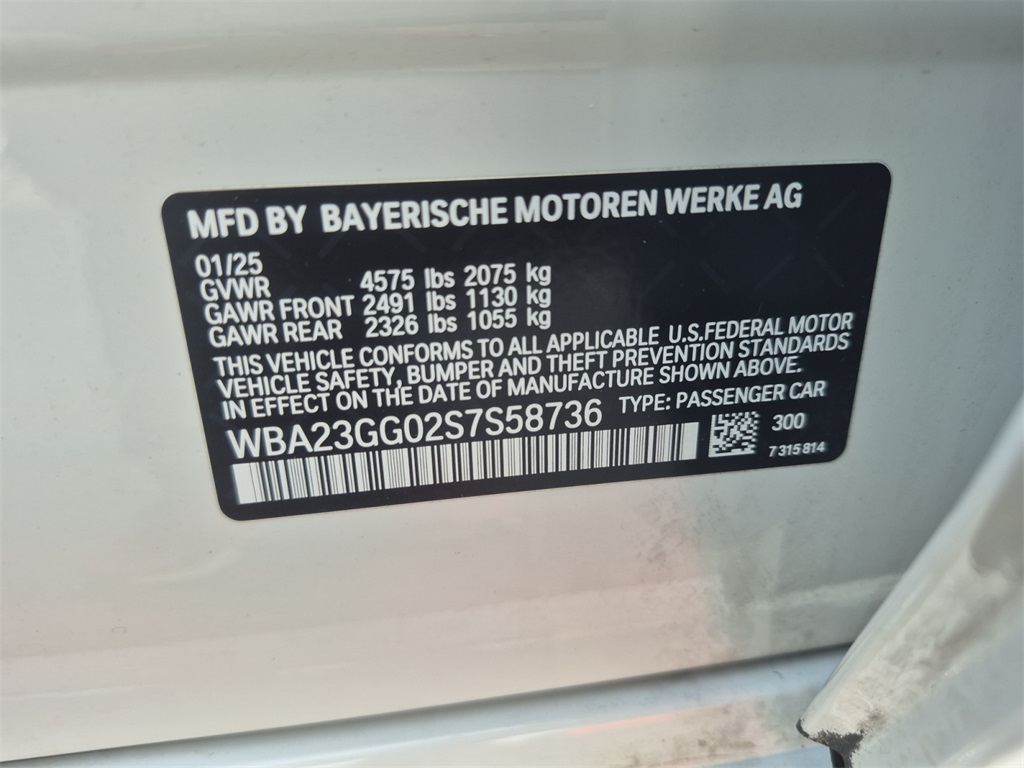 MFD BY BAYERISCHE MOTOREN WERKE AG
01/25
GVWR 4575 lbs 2075 kg
GAWR FRONT 2491 lbs 1130 kg
GAWR REAR 2326 lbs 1055 kg
THIS VEHICLE CONFORMS TO ALL APPLICABLE U.S.FEDERAL MOTOR
VEHICLE SAFETY, BUMPER AND THEFT PREVENTION STANDARDS
IN EFFECT ON THE DATE OF MANUFACTURE SHOWN ABOVE.
WBA23GG02S7S58736 TYPE: PASSENGER CAR
300
7 315 814